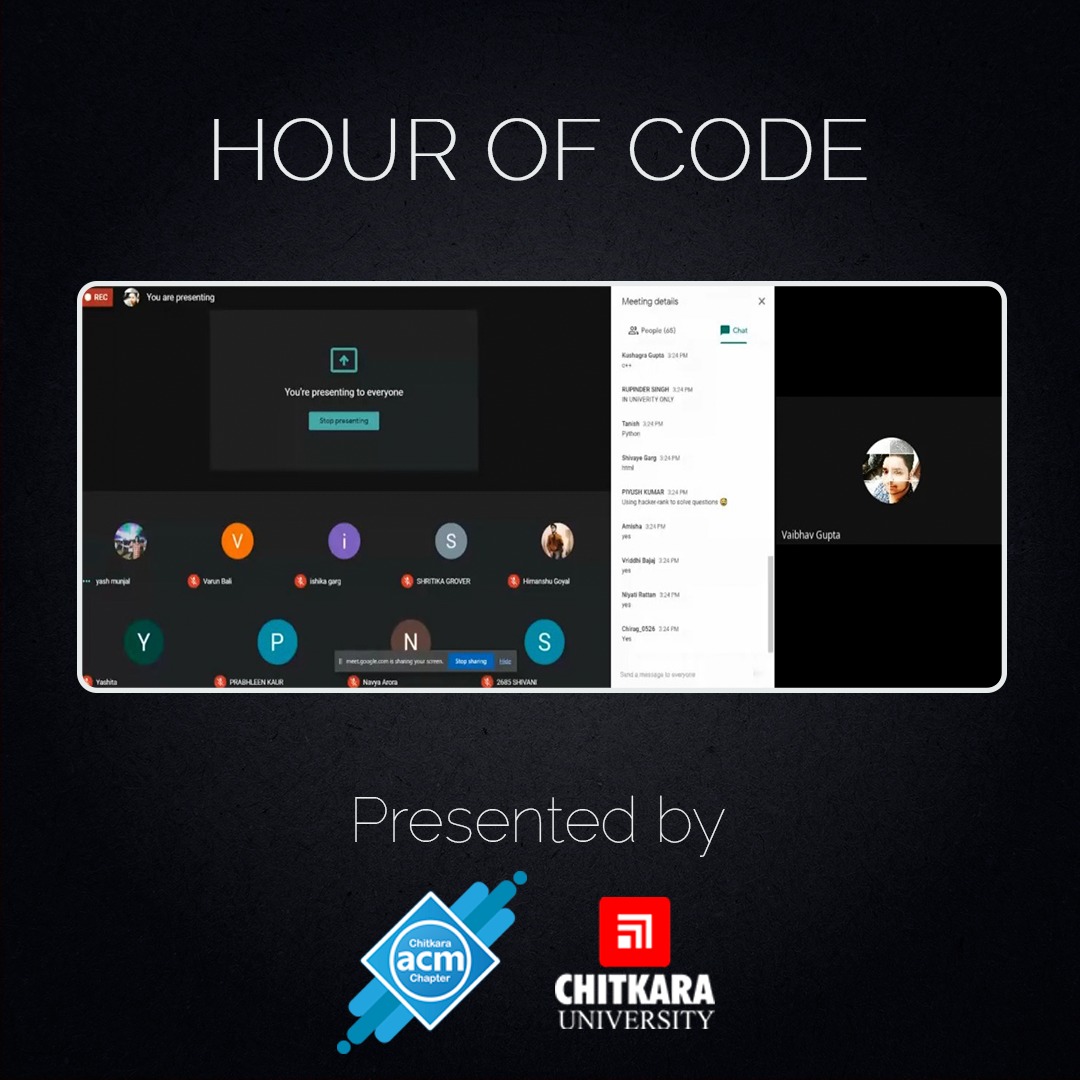 HOUR OF CODE
REC
You are presenting
You're presenting to everyone
Stop presenting
yash munjal
V
Varun Bali
i
ishika garg
S
SHRITIKA GROVER
Himanshu Goyal
Y
Yashita
P
PRABHLEEN KAUR
N
Navya Arora
S
2685 SHIVANI
meet.google.com is sharing your screen.
Stop sharing
Hide
Meeting details
People (68)
Chat
Kushagra Gupta 3:24 PM
c++
RUPINDER SINGH 3:24 PM
IN UNIVERITY ONLY
Tanish 3:24 PM
Python
Shivaye Garg 3:24 PM
html
PIYUSH KUMAR 3:24 PM
Using hacker rank to solve questions 😅
Amisha 3:24 PM
yes
Vriddhi Bajaj 3:24 PM
yes
Niyati Rattan 3:24 PM
yes
Chirag_0526 3:24 PM
Yes
Send a message to everyone
Vaibhav Gupta
Presented by
Chitkara
acm
Chapter
CHITKARA
UNIVERSITY